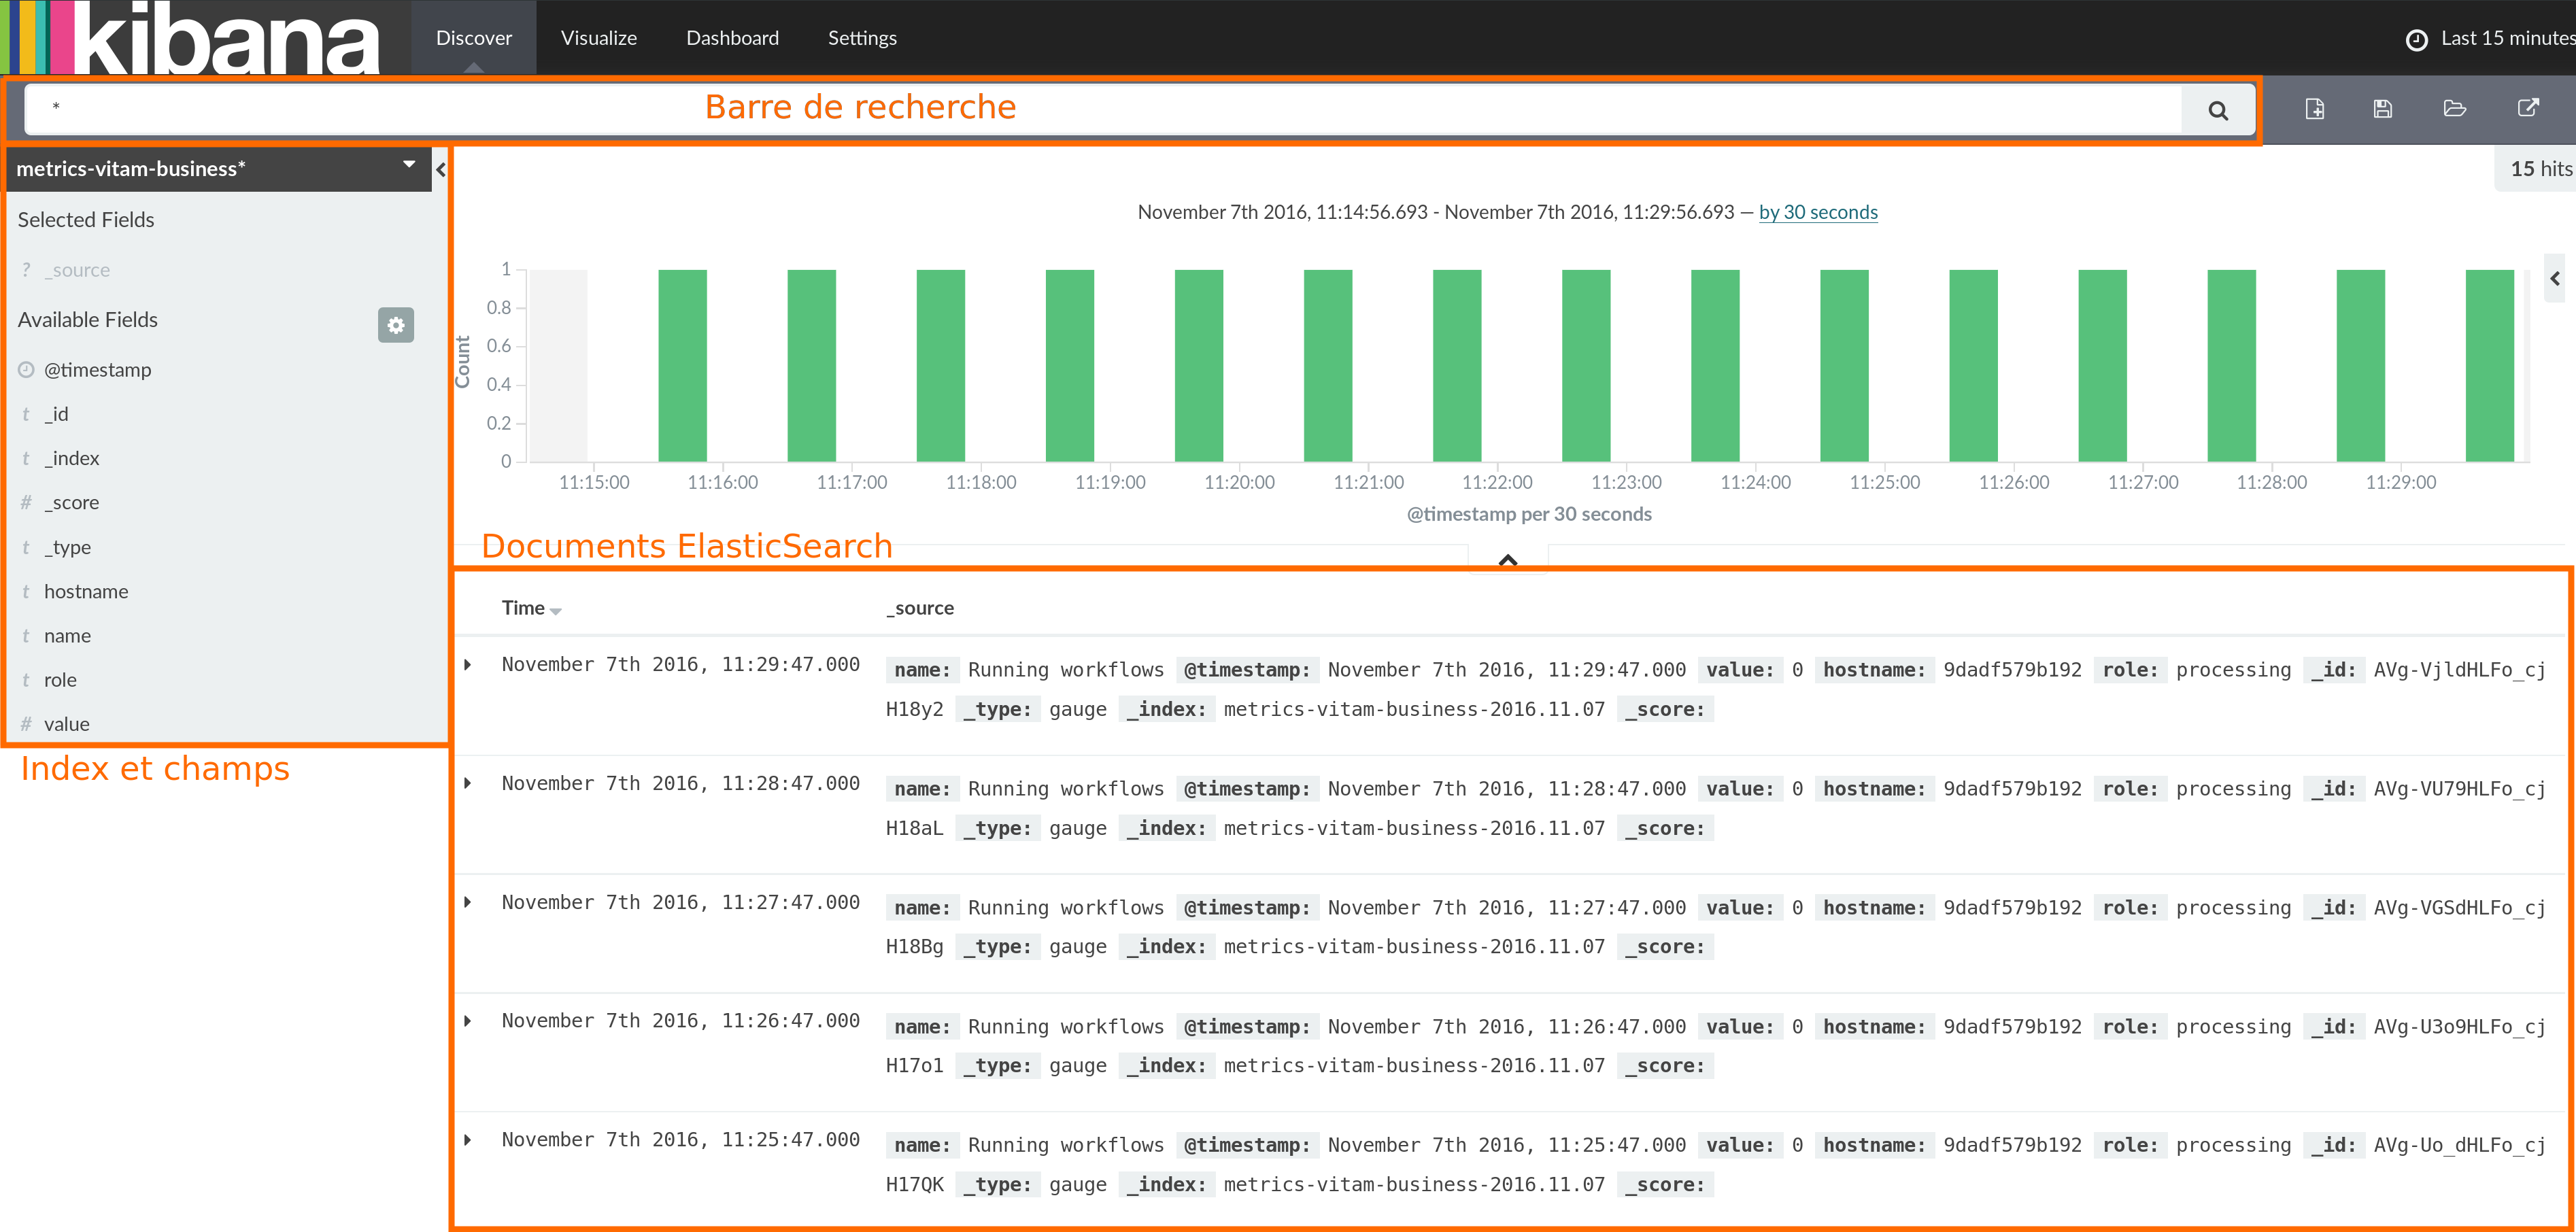 kibana
Discover Visualize Dashboard Settings Last 15 minutes
* Barre de recherche
metrics-vitam-business*
15 hits
Selected Fields
? _source
Available Fields
@timestamp
t _id
t _index
# _score
t _type
t hostname
t name
t role
# value
Index et champs
November 7th 2016, 11:14:56.693 - November 7th 2016, 11:29:56.693 — by 30 seconds
Count
1
0.8
0.6
0.4
0.2
0
11:15:00 11:16:00 11:17:00 11:18:00 11:19:00 11:20:00 11:21:00 11:22:00 11:23:00 11:24:00 11:25:00 11:26:00 11:27:00 11:28:00 11:29:00
@timestamp per 30 seconds
Documents ElasticSearch
Time _source
November 7th 2016, 11:29:47.000 name: Running workflows @timestamp: November 7th 2016, 11:29:47.000 value: 0 hostname: 9dadf579b192 role: processing _id: AVg-VjldHLFo_cj
H18y2 _type: gauge _index: metrics-vitam-business-2016.11.07 _score:
November 7th 2016, 11:28:47.000 name: Running workflows @timestamp: November 7th 2016, 11:28:47.000 value: 0 hostname: 9dadf579b192 role: processing _id: AVg-VU79HLFo_cj
H18aL _type: gauge _index: metrics-vitam-business-2016.11.07 _score:
November 7th 2016, 11:27:47.000 name: Running workflows @timestamp: November 7th 2016, 11:27:47.000 value: 0 hostname: 9dadf579b192 role: processing _id: AVg-VGSdHLFo_cj
H18Bg _type: gauge _index: metrics-vitam-business-2016.11.07 _score:
November 7th 2016, 11:26:47.000 name: Running workflows @timestamp: November 7th 2016, 11:26:47.000 value: 0 hostname: 9dadf579b192 role: processing _id: AVg-U3o9HLFo_cj
H17o1 _type: gauge _index: metrics-vitam-business-2016.11.07 _score:
November 7th 2016, 11:25:47.000 name: Running workflows @timestamp: November 7th 2016, 11:25:47.000 value: 0 hostname: 9dadf579b192 role: processing _id: AVg-Uo_dHLFo_cj
H17QK _type: gauge _index: metrics-vitam-business-2016.11.07 _score: